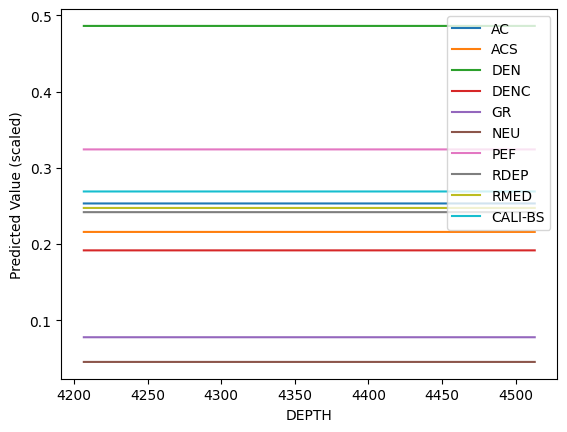 0.5
0.4
0.3
0.2
0.1
Predicted Value (scaled)
4200 4250 4300 4350 4400 4450 4500
DEPTH
AC
ACS
DEN
DENC
GR
NEU
PEF
RDEP
RMED
CALI-BS